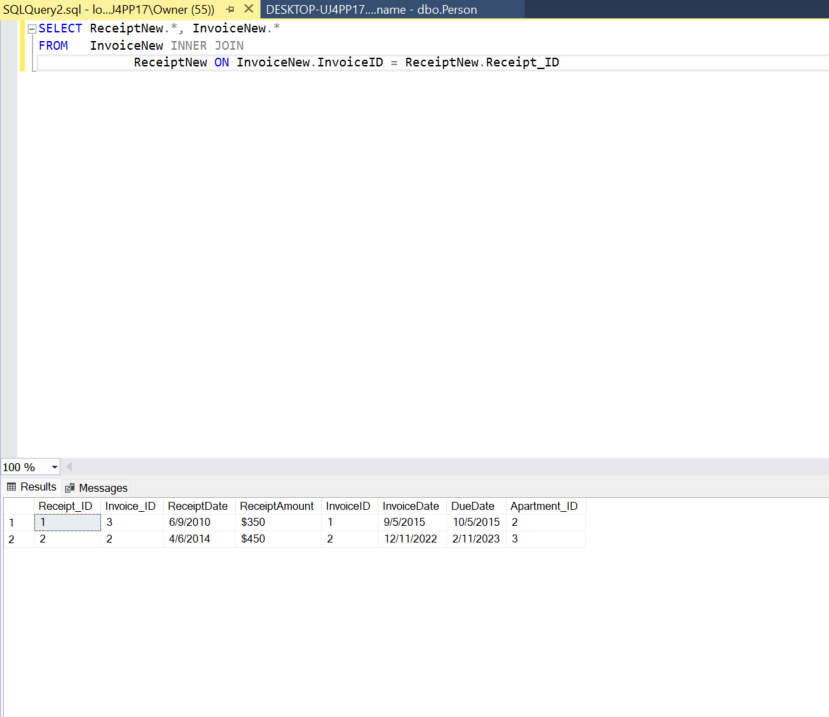 SQLQuery2.sql - lo...J4PP17\Owner (55)) DESKTOP-UJ4PP17....name - dbo.Person
SELECT ReceiptNew.*, InvoiceNew.*
FROM InvoiceNew INNER JOIN
ReceiptNew ON InvoiceNew.InvoiceID = ReceiptNew.Receipt_ID
100 %
Results Messages
Receipt_ID Invoice_ID ReceiptDate ReceiptAmount InvoiceID InvoiceDate DueDate Apartment_ID
1 1 3 6/9/2010 $350 1 9/5/2015 10/5/2015 2
2 2 2 4/6/2014 $450 2 12/11/2022 2/11/2023 3